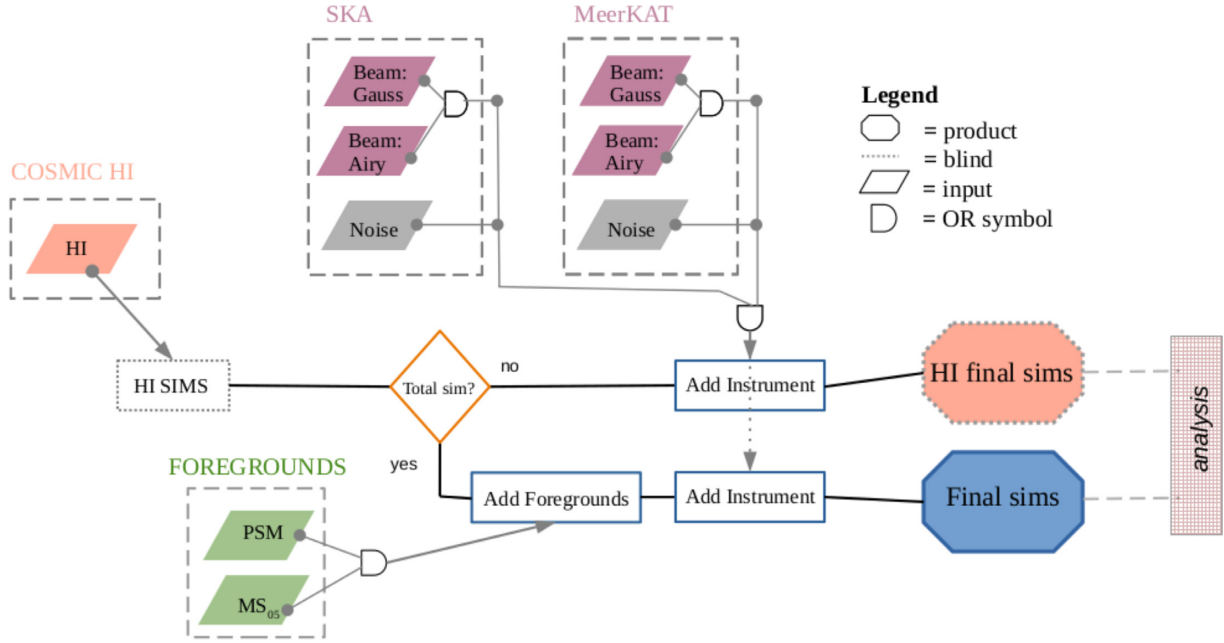 SKA
MeerKAT
Beam:
Gauss
Beam:
Airy
Noise
Beam:
Gauss
Beam:
Airy
Noise
Legend
= product
= blind
= input
= OR symbol
COSMIC HI
HI
HI SIMS
Total sim?
no
yes
Add Instrument
HI final sims
analysis
FOREGROUNDS
PSM
MS05
Add Foregrounds
Add Instrument
Final sims